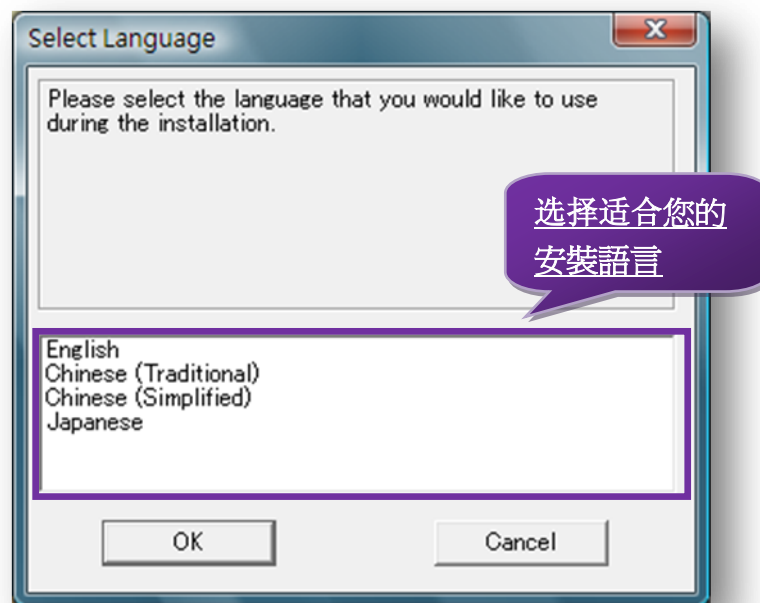 Select Language
Please select the language that you would like to use
during the installation.
选择适合您的
安裝語言
English
Chinese (Traditional)
Chinese (Simplified)
Japanese
OK
Cancel